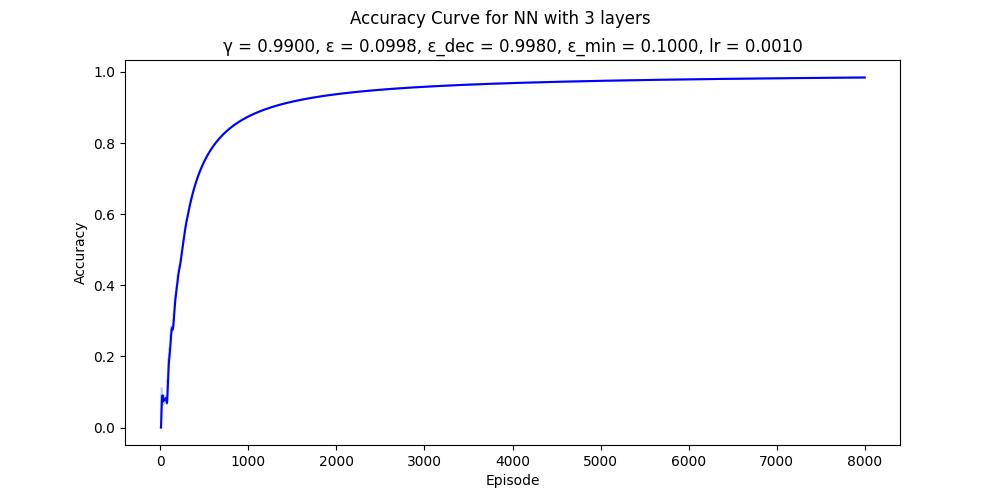 Accuracy Curve for NN with 3 layers
γ = 0.9900, ε = 0.0998, ε_dec = 0.9980, ε_min = 0.1000, lr = 0.0010
1.0
0.8
0.6
0.4
0.2
0.0
Accuracy
0 1000 2000 3000 4000 5000 6000 7000 8000
Episode